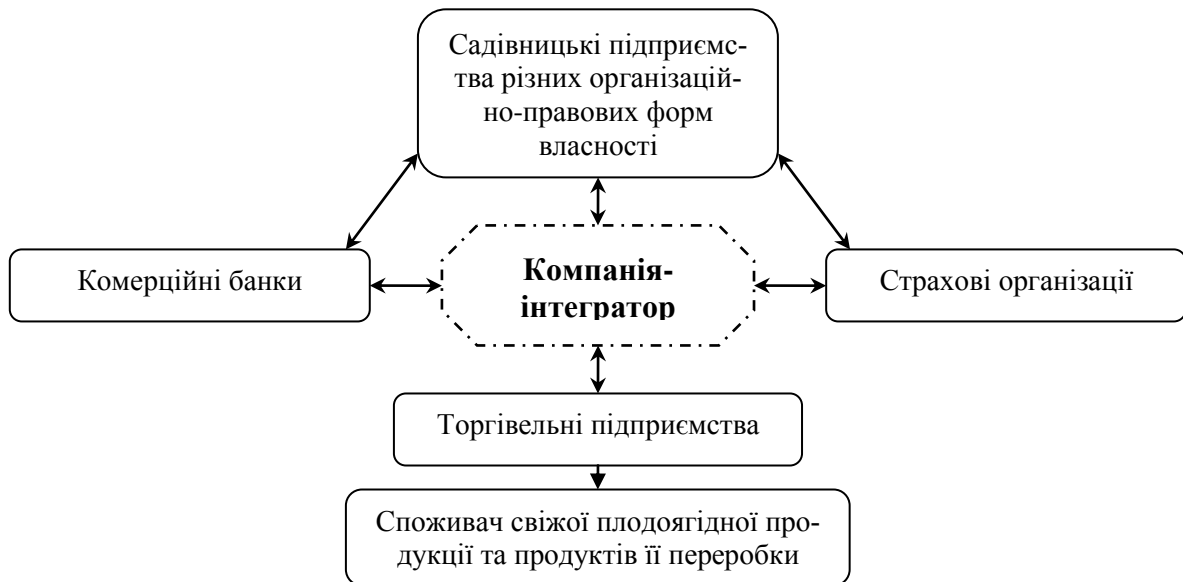 Садівницькі підприємс-
тва різних організацій-
но-правових форм
власності
Комерційні банки
Компанія-
інтегратор
Страхові організації
Торгівельні підприємства
Споживач свіжої плодоягідної про-
дукції та продуктів її переробки